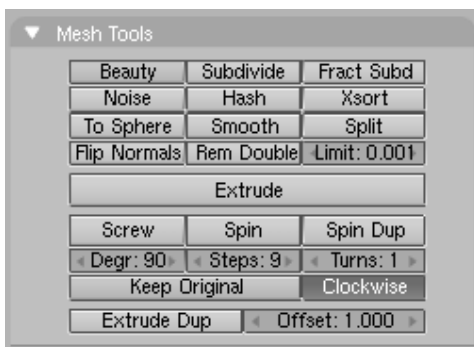 Mesh Tools
Beauty Subdivide Fract Subd
Noise Hash Xsort
To Sphere Smooth Split
Flip Normals Rem Double Limit: 0.001
Extrude
Screw Spin Spin Dup
Degr: 90 Steps: 9 Turns: 1
Keep Original Clockwise
Extrude Dup Offset: 1.000